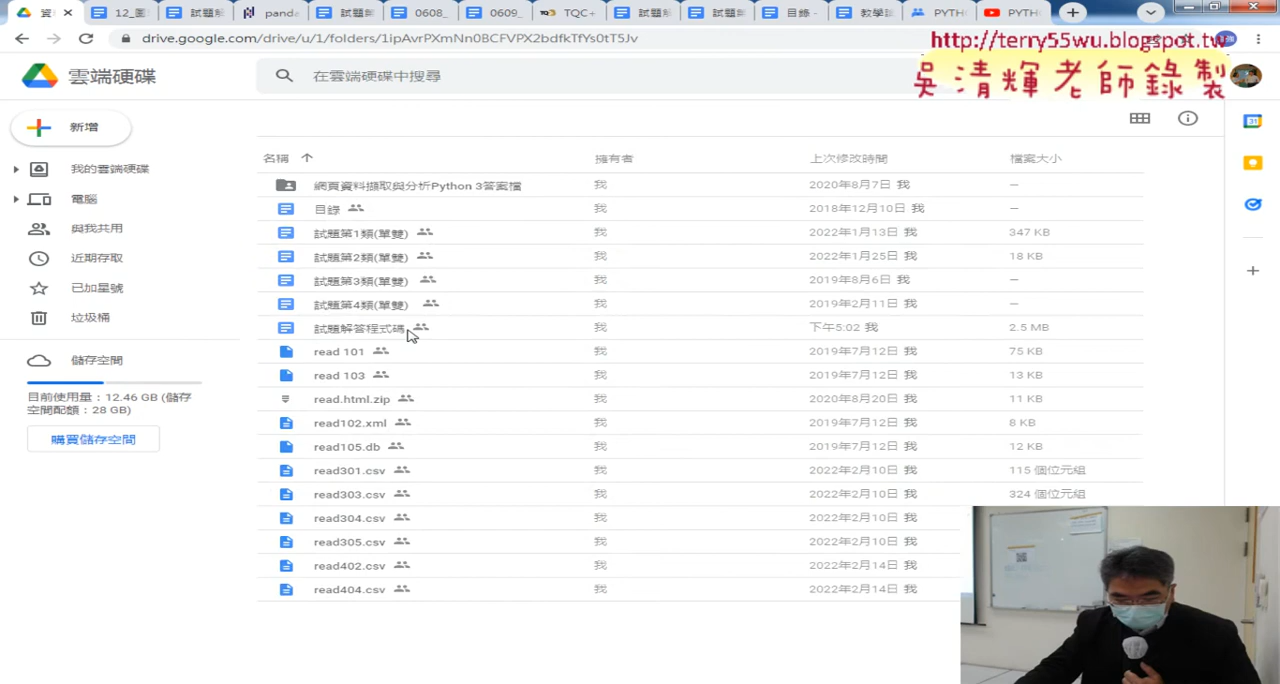 資
12_圖
試題解
panda
試題解
0608_
0609_
TQC+
目錄 -
教學試
PYTH
PYTH
drive.google.com/drive/u/1/folders/1ipAvrPXmNn0BCFVPX2bdfkTfYs0tT5Jv
http://terry55wu.blogspot.tw
吳清輝老師錄製
雲端硬碟
在雲端硬碟中搜尋
新增
我的雲端硬碟
電腦
與我共用
近期存取
已加星號
垃圾桶
儲存空間
目前使用量：12.46 GB (儲存
空間配額：28 GB)
購買儲存空間
名稱 擁有者 上次修改時間 檔案大小
網頁資料擷取與分析Python 3答案檔 我 2020年8月7日 我 –
目錄 我 2018年12月10日 我 –
試題第1類(單雙) 我 2022年1月13日 我 347 KB
試題第2類(單雙) 我 2022年1月25日 我 18 KB
試題第3類(單雙) 我 2019年8月6日 我 –
試題第4類(單雙) 我 2019年2月11日 我 –
試題解答程式碼 我 下午5:02 我 2.5 MB
read 101 我 2019年7月12日 我 75 KB
read 103 我 2019年7月12日 我 13 KB
read.html.zip 我 2020年8月20日 我 11 KB
read102.xml 我 2019年7月12日 我 8 KB
read105.db 我 2019年7月12日 我 12 KB
read301.csv 我 2022年2月10日 我 115 個位元組
read303.csv 我 2022年2月10日 我 324 個位元組
read304.csv 我 2022年2月10日 我
read305.csv 我 2022年2月10日 我
read402.csv 我 2022年2月14日 我
read404.csv 我 2022年2月14日 我
31